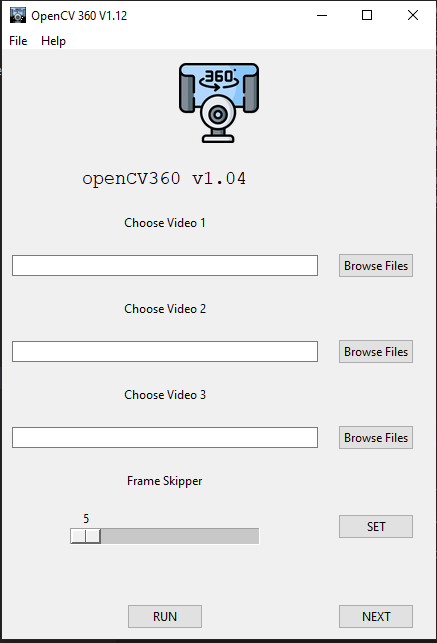 OpenCV 360 V1.12
File Help
360°
openCV360 v1.04
Choose Video 1
Browse Files
Choose Video 2
Browse Files
Choose Video 3
Browse Files
Frame Skipper
5
SET
RUN NEXT